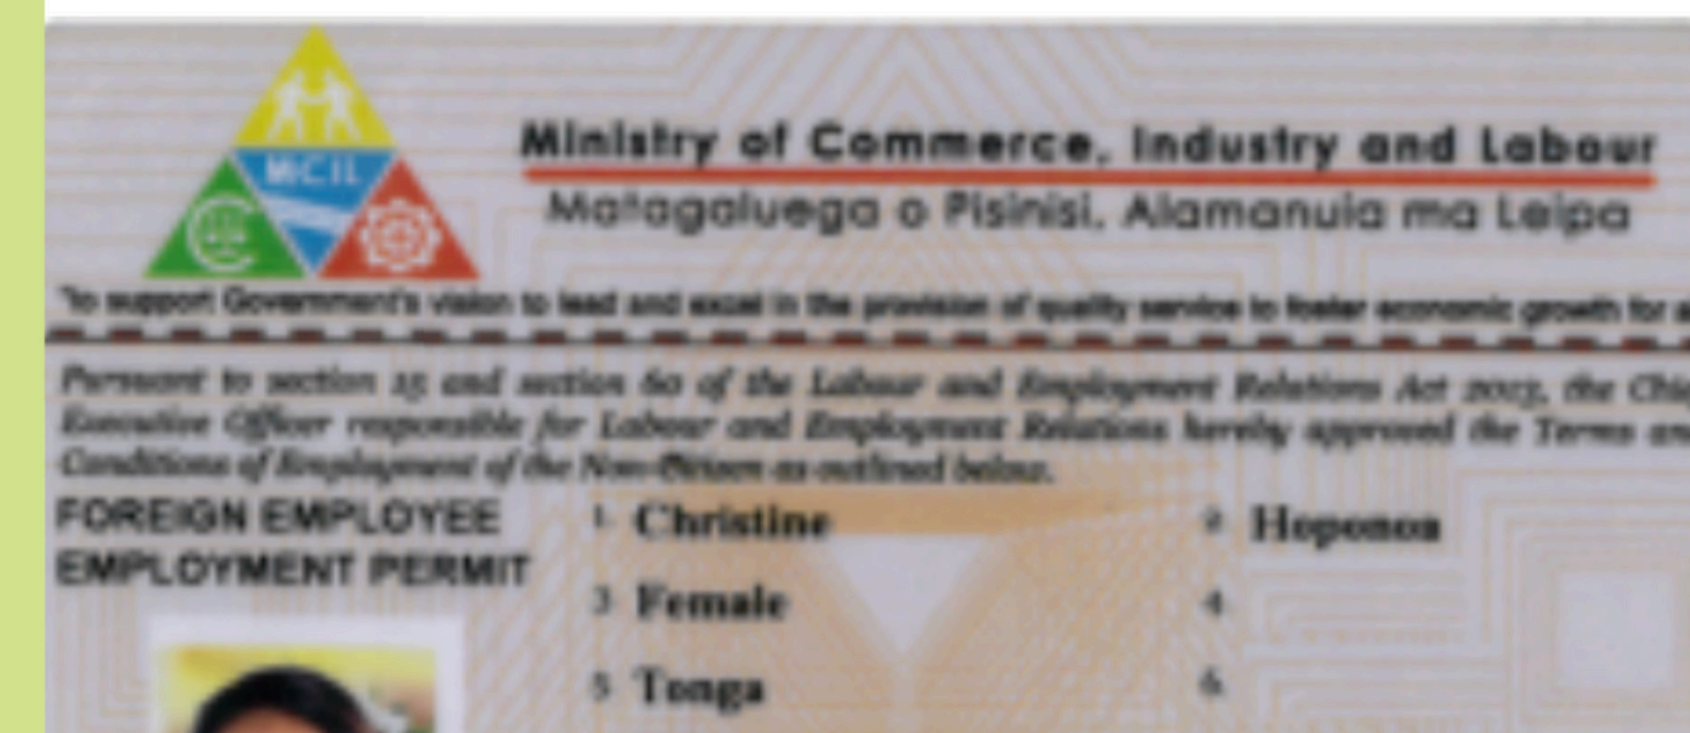 MCIL
Ministry of Commerce, Industry and Labour
Matagaluega o Pisinisi, Alamanuia ma Leipa
"To support Government's vision to lead and excel in the provision of quality service to foster economic growth for a
Pursuant to section 15 and section 60 of the Labour and Employment Relations Act 2013, the Chie
Executive Officer responsible for Labour and Employment Relations hereby approved the Terms an
Conditions of Employment of the Non-Citizen as outlined below.
FOREIGN EMPLOYEE
EMPLOYMENT PERMIT
1 Christine 2 Hoponoa
3 Female 4
5 Tonga 6